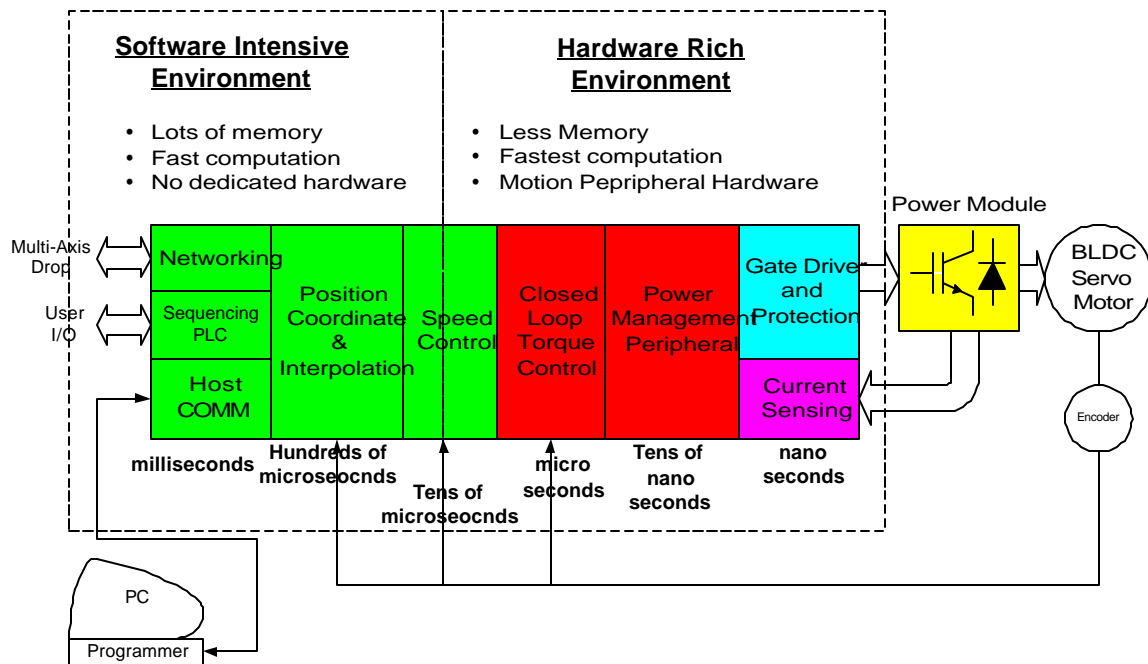 Software Intensive
Environment
• Lots of memory
• Fast computation
• No dedicated hardware
Hardware Rich
Environment
• Less Memory
• Fastest computation
• Motion Pepripheral Hardware
Power Module
Multi-Axis
Drop
User
I/O
Networking
Sequencing
PLC
Host
COMM
Position
Coordinate
&
Interpolation
Speed
Control
Closed
Loop
Torque
Control
Power
Management
Peripheral
Gate Drive
and
Protection
Current
Sensing
BLDC
Servo
Motor
Encoder
milliseconds
Hundreds of
microseocnds
Tens of
microseocnds
micro
seconds
Tens of
nano
seconds
nano
seconds
PC
Programmer